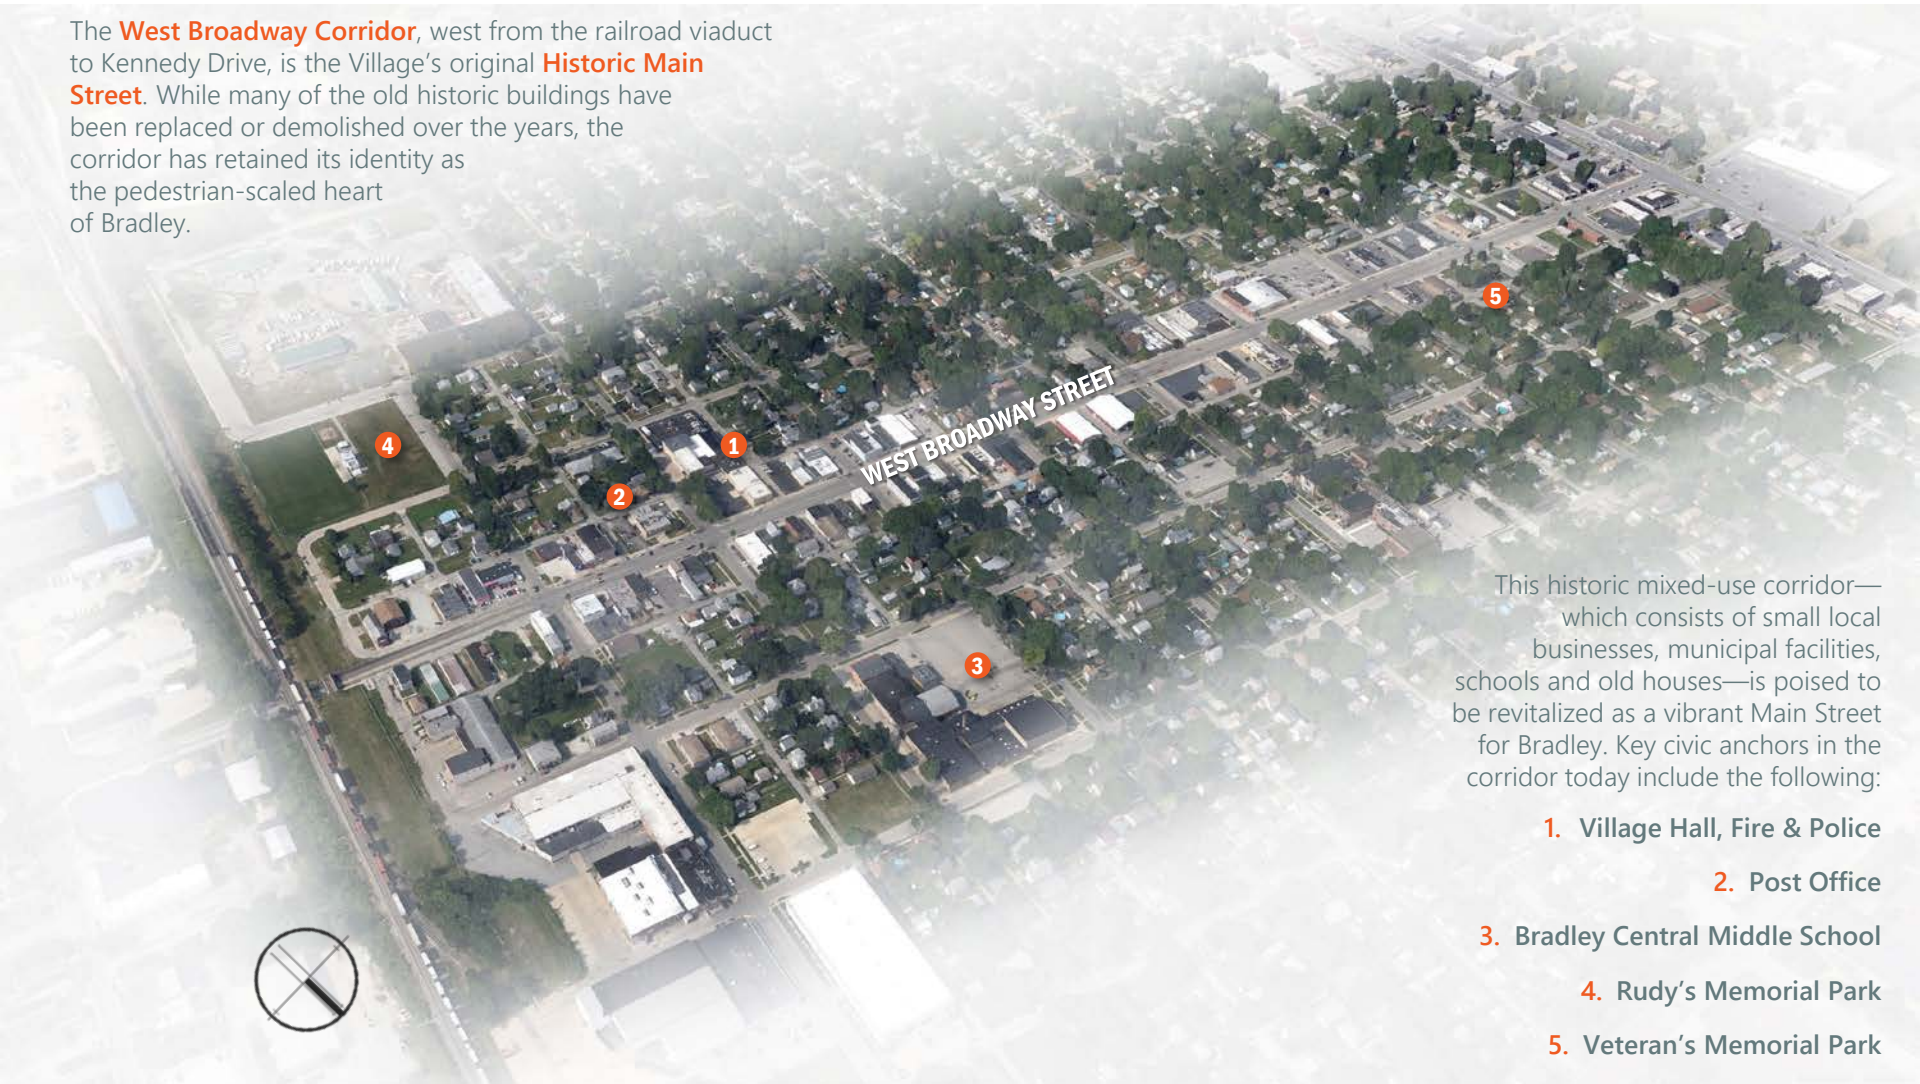 The West Broadway Corridor, west from the railroad viaduct
to Kennedy Drive, is the Village's original Historic Main
Street. While many of the old historic buildings have
been replaced or demolished over the years, the
corridor has retained its identity as
the pedestrian-scaled heart
of Bradley.
5
WEST BROADWAY STREET
4
1
2
3
This historic mixed-use corridor—
which consists of small local
businesses, municipal facilities,
schools and old houses—is poised to
be revitalized as a vibrant Main Street
for Bradley. Key civic anchors in the
corridor today include the following:
1. Village Hall, Fire & Police
2. Post Office
3. Bradley Central Middle School
4. Rudy's Memorial Park
5. Veteran's Memorial Park